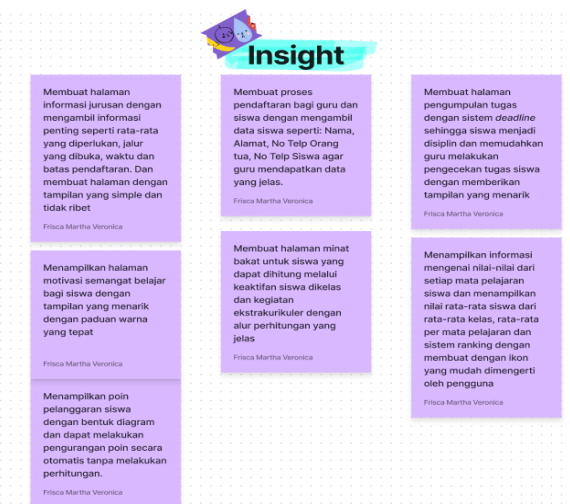 Insight
Membuat halaman
informasi jurusan dengan
mengambil informasi
penting seperti rata-rata
yang diperlukan, jalur
yang dibuka, waktu dan
batas pendaftaran. Dan
membuat halaman dengan
tampilan yang simple dan
tidak ribet
Frisca Martha Veronica
Menampilkan halaman
motivasi semangat belajar
bagi siswa dengan
tampilan yang menarik
dengan paduan warna
yang tepat
Frisca Martha Veronica
Menampilkan poin
pelanggaran siswa
dengan bentuk diagram
dan dapat melakukan
pengurangan poin secara
otomatis tanpa melakukan
perhitungan.
Frisca Martha Veronica
Membuat proses
pendaftaran bagi guru dan
siswa dengan mengambil
data siswa seperti: Nama,
Alamat, No Telp Orang
tua, No Telp Siswa agar
guru mendapatkan data
yang jelas.
Frisca Martha Veronica
Membuat halaman minat
bakat untuk siswa yang
dapat dihitung melalui
keaktifan siswa dikelas
dan kegiatan
ekstrakurikuler dengan
alur perhitungan yang
jelas
Frisca Martha Veronica
Membuat halaman
pengumpulan tugas
dengan sistem deadline
sehingga siswa menjadi
disiplin dan memudahkan
guru melakukan
pengecekan tugas siswa
dengan memberikan
tampilan yang menarik
Frisca Martha Veronica
Menampilkan informasi
mengenai nilai-nilai dari
setiap mata pelajaran
siswa dan menampilkan
nilai rata-rata siswa dari
rata-rata kelas, rata-rata
per mata pelajaran dan
sistem ranking dengan
membuat dengan ikon
yang mudah dimengerti
oleh pengguna
Frisca Martha Veronica